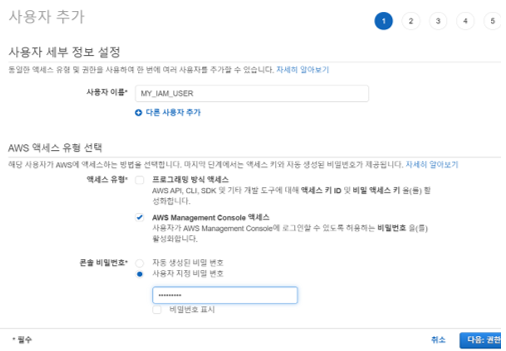 사용자 추가
1 2 3 4 5
사용자 세부 정보 설정
동일한 액세스 유형 및 권한을 사용하여 한 번에 여러 사용자를 추가할 수 있습니다. 자세히 알아보기
사용자 이름* MY_IAM_USER
다른 사용자 추가
AWS 액세스 유형 선택
해당 사용자가 AWS에 액세스하는 방법을 선택합니다. 마지막 단계에서는 액세스 키와 자동 생성된 비밀번호가 제공됩니다. 자세히 알아보기
액세스 유형* 프로그래밍 방식 액세스
AWS API, CLI, SDK 및 기타 개발 도구에 대해 액세스 키 ID 및 비밀 액세스 키 을(를) 활
성화합니다.
AWS Management Console 액세스
사용자가 AWS Management Console에 로그인할 수 있도록 허용하는 비밀번호 을(를)
활성화합니다.
콘솔 비밀번호* 자동 생성된 비밀 번호
사용자 지정 비밀 번호
•••••••••
비밀번호 표시
* 필수 취소 다음: 권한